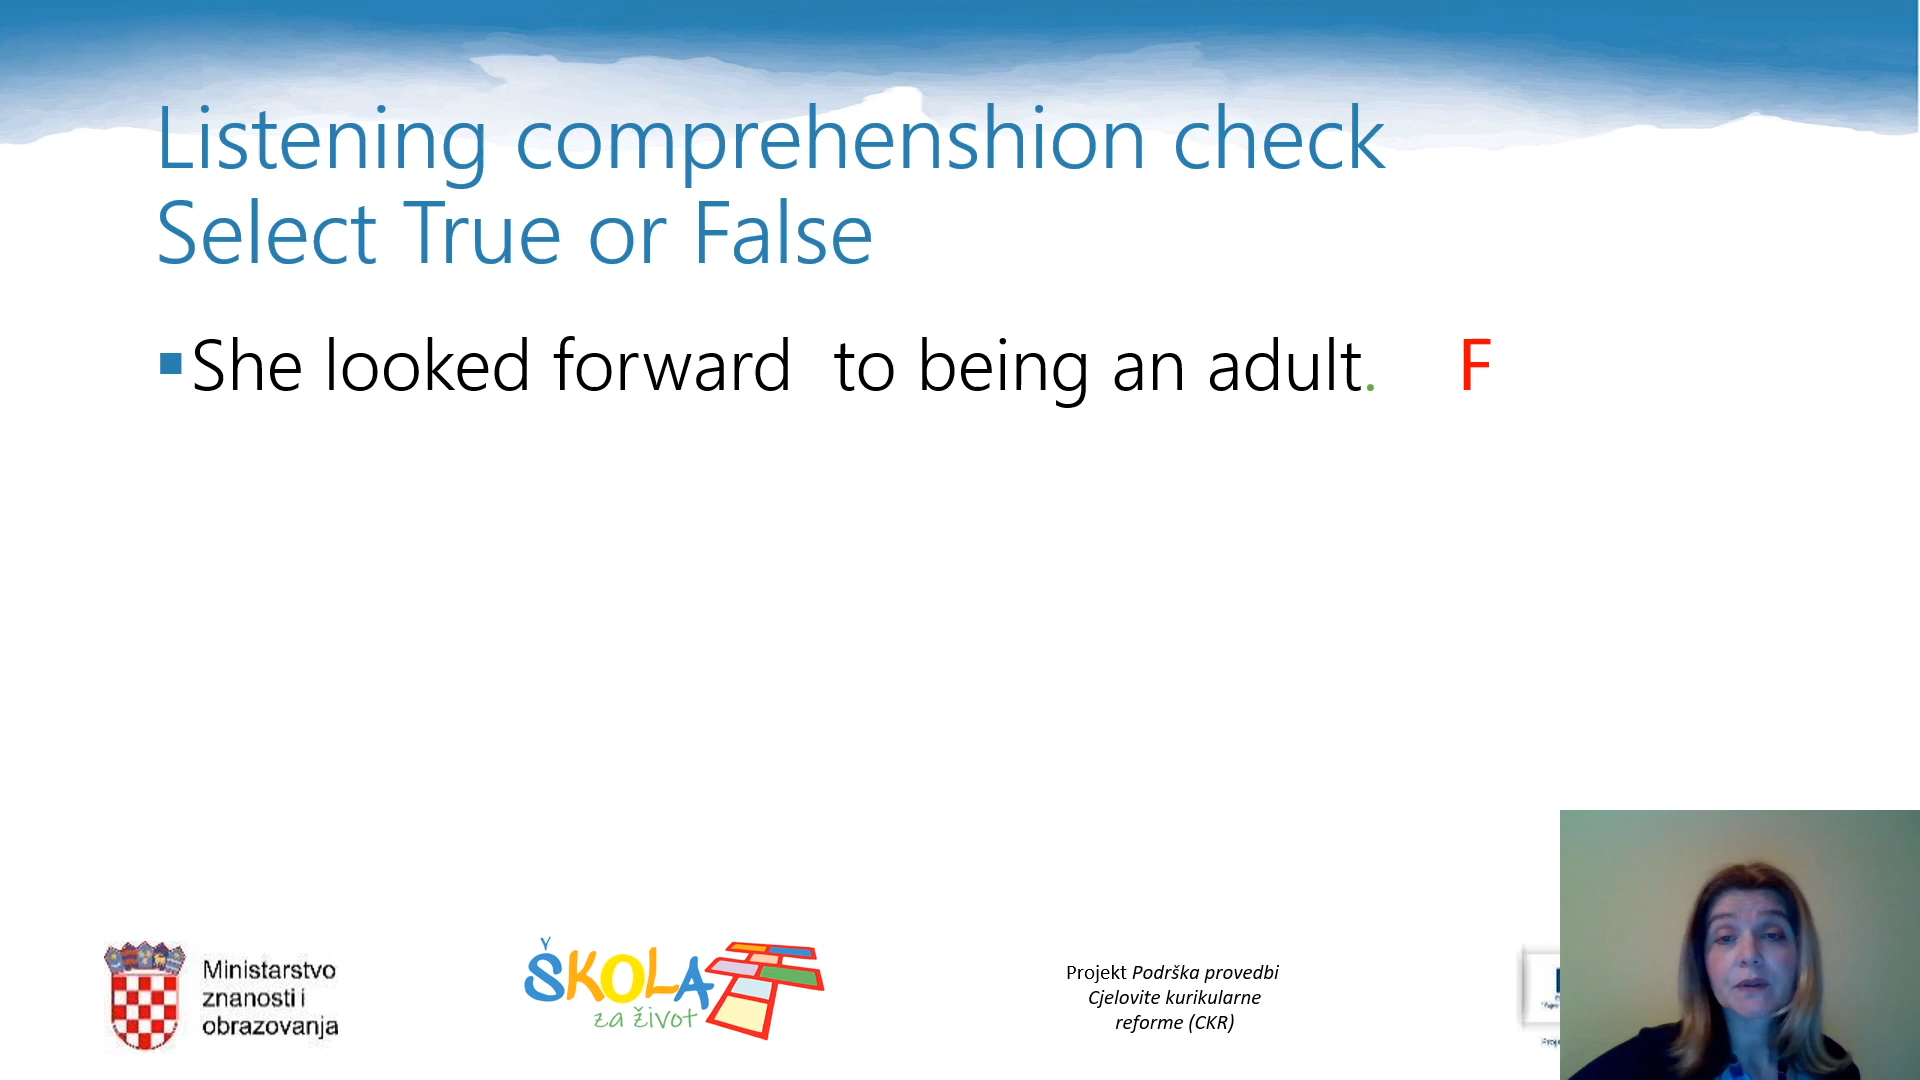 Listening comprehenshion check
Select True or False
She looked forward to being an adult. F
Ministarstvo
znanosti i
obrazovanja
ŠKOLA
za život
Projekt Podrška provedbi
Cjelovite kurikularne
reforme (CKR)